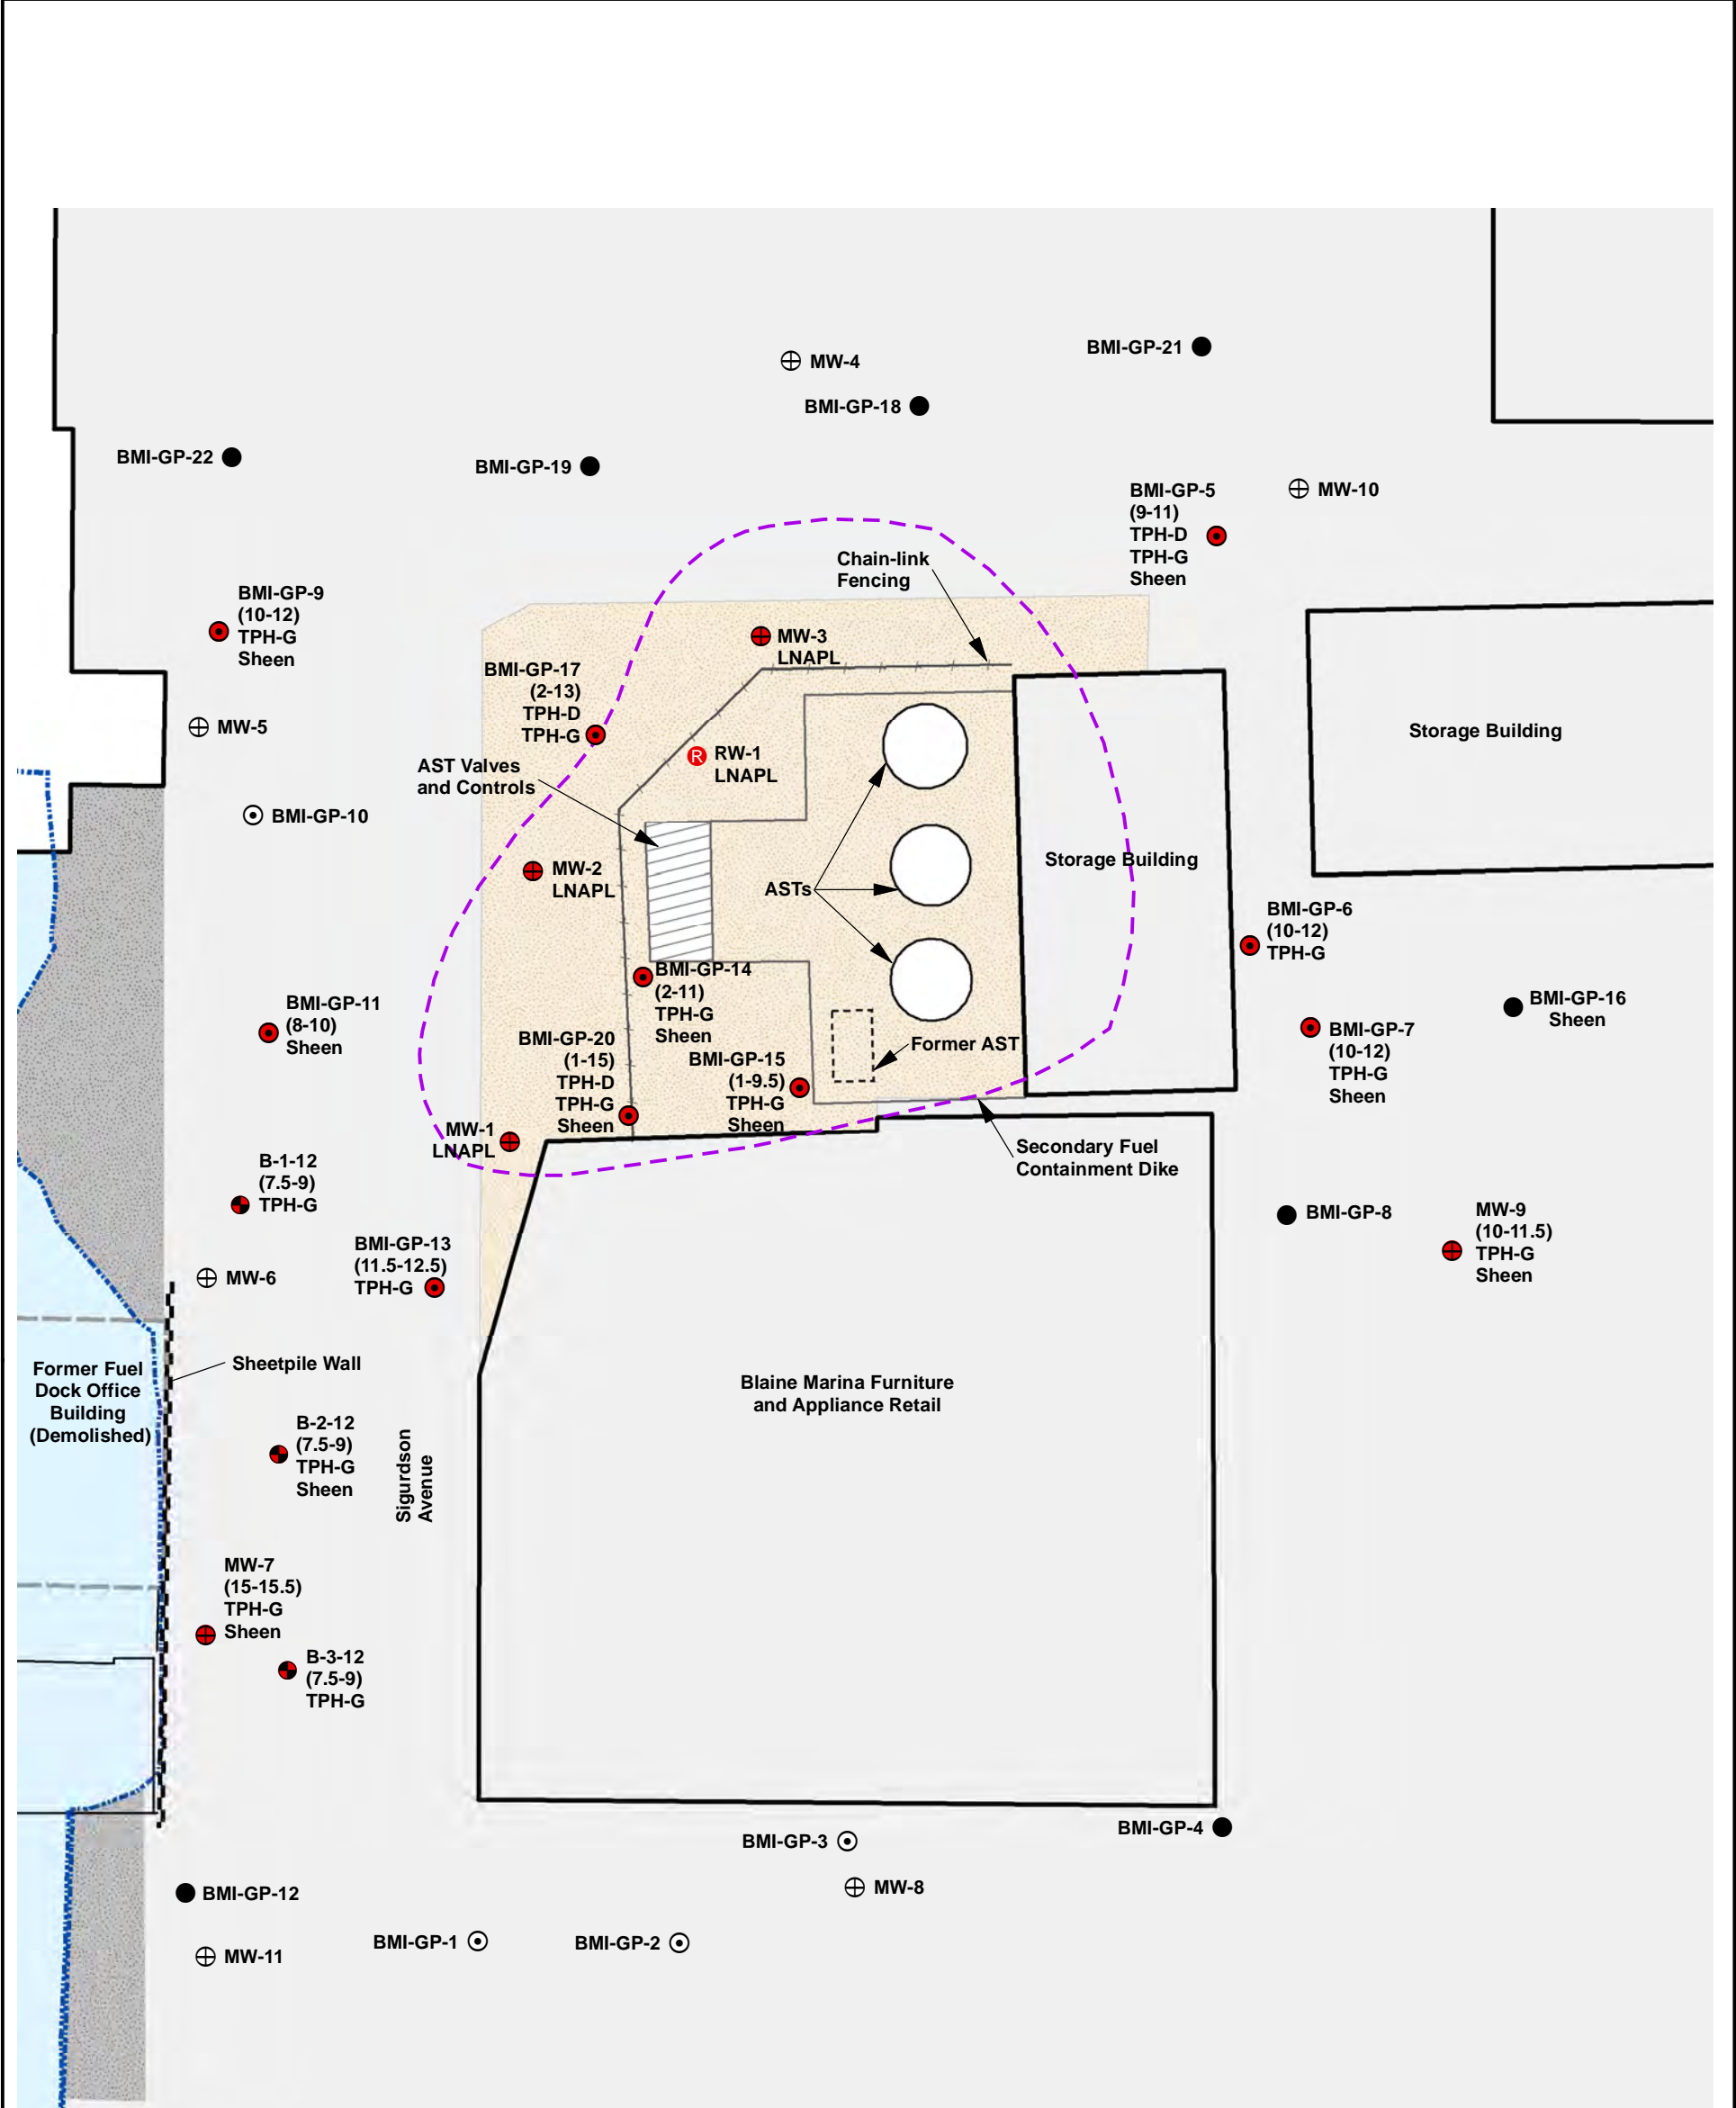 BMI-GP-21
MW-4
BMI-GP-18
BMI-GP-22
BMI-GP-19
MW-10
BMI-GP-5
(9-11)
TPH-D
TPH-G
Sheen
Chain-link
Fencing
BMI-GP-9
(10-12)
TPH-G
Sheen
MW-3
LNAPL
BMI-GP-17
(2-13)
TPH-D
TPH-G
MW-5
R
RW-1
LNAPL
Storage Building
AST Valves
and Controls
BMI-GP-10
MW-2
LNAPL
ASTs
Storage Building
BMI-GP-6
(10-12)
TPH-G
BMI-GP-14
(2-11)
TPH-G
Sheen
BMI-GP-11
(8-10)
Sheen
BMI-GP-16
Sheen
BMI-GP-7
(10-12)
TPH-G
Sheen
BMI-GP-20
(1-15)
TPH-D
TPH-G
Sheen
Former AST
BMI-GP-15
(1-9.5)
TPH-G
Sheen
MW-1
LNAPL
Secondary Fuel
Containment Dike
B-1-12
(7.5-9)
TPH-G
BMI-GP-8
MW-9
(10-11.5)
TPH-G
Sheen
BMI-GP-13
(11.5-12.5)
TPH-G
MW-6
Sheetpile Wall
Former Fuel
Dock Office
Building
(Demolished)
Blaine Marina Furniture
and Appliance Retail
B-2-12
(7.5-9)
TPH-G
Sheen
Sigurdson
Avenue
MW-7
(15-15.5)
TPH-G
Sheen
B-3-12
(7.5-9)
TPH-G
BMI-GP-3
BMI-GP-4
MW-8
BMI-GP-12
BMI-GP-1
BMI-GP-2
MW-11